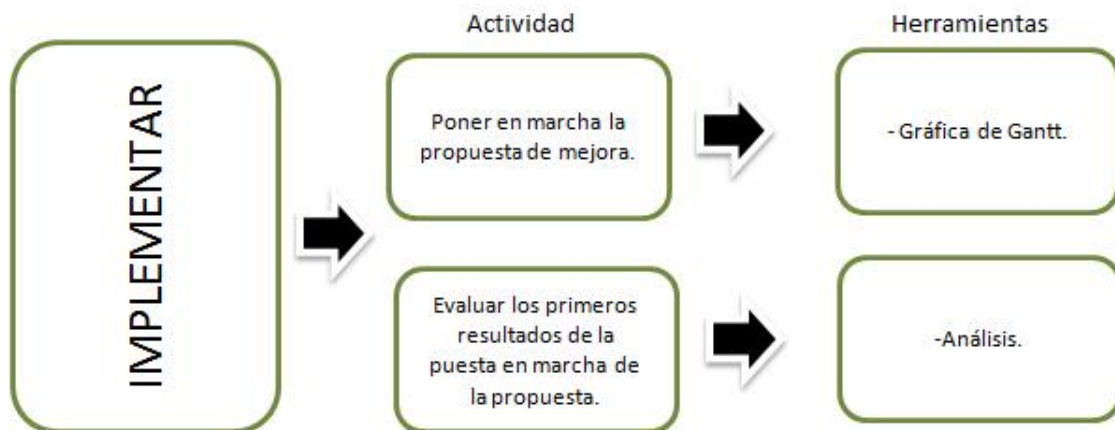 Actividad
Herramientas
IMPLEMENTAR
Poner en marcha la
propuesta de mejora.
- Gráfica de Gantt.
Evaluar los primeros
resultados de la
puesta en marcha de
la propuesta.
-Análisis.